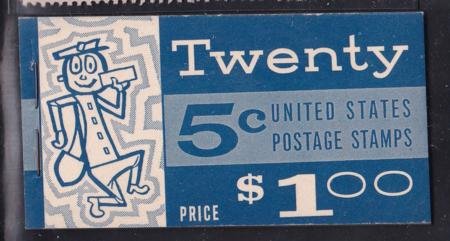 Twenty
5c UNITED STATES
POSTAGE STAMPS
PRICE $1.00